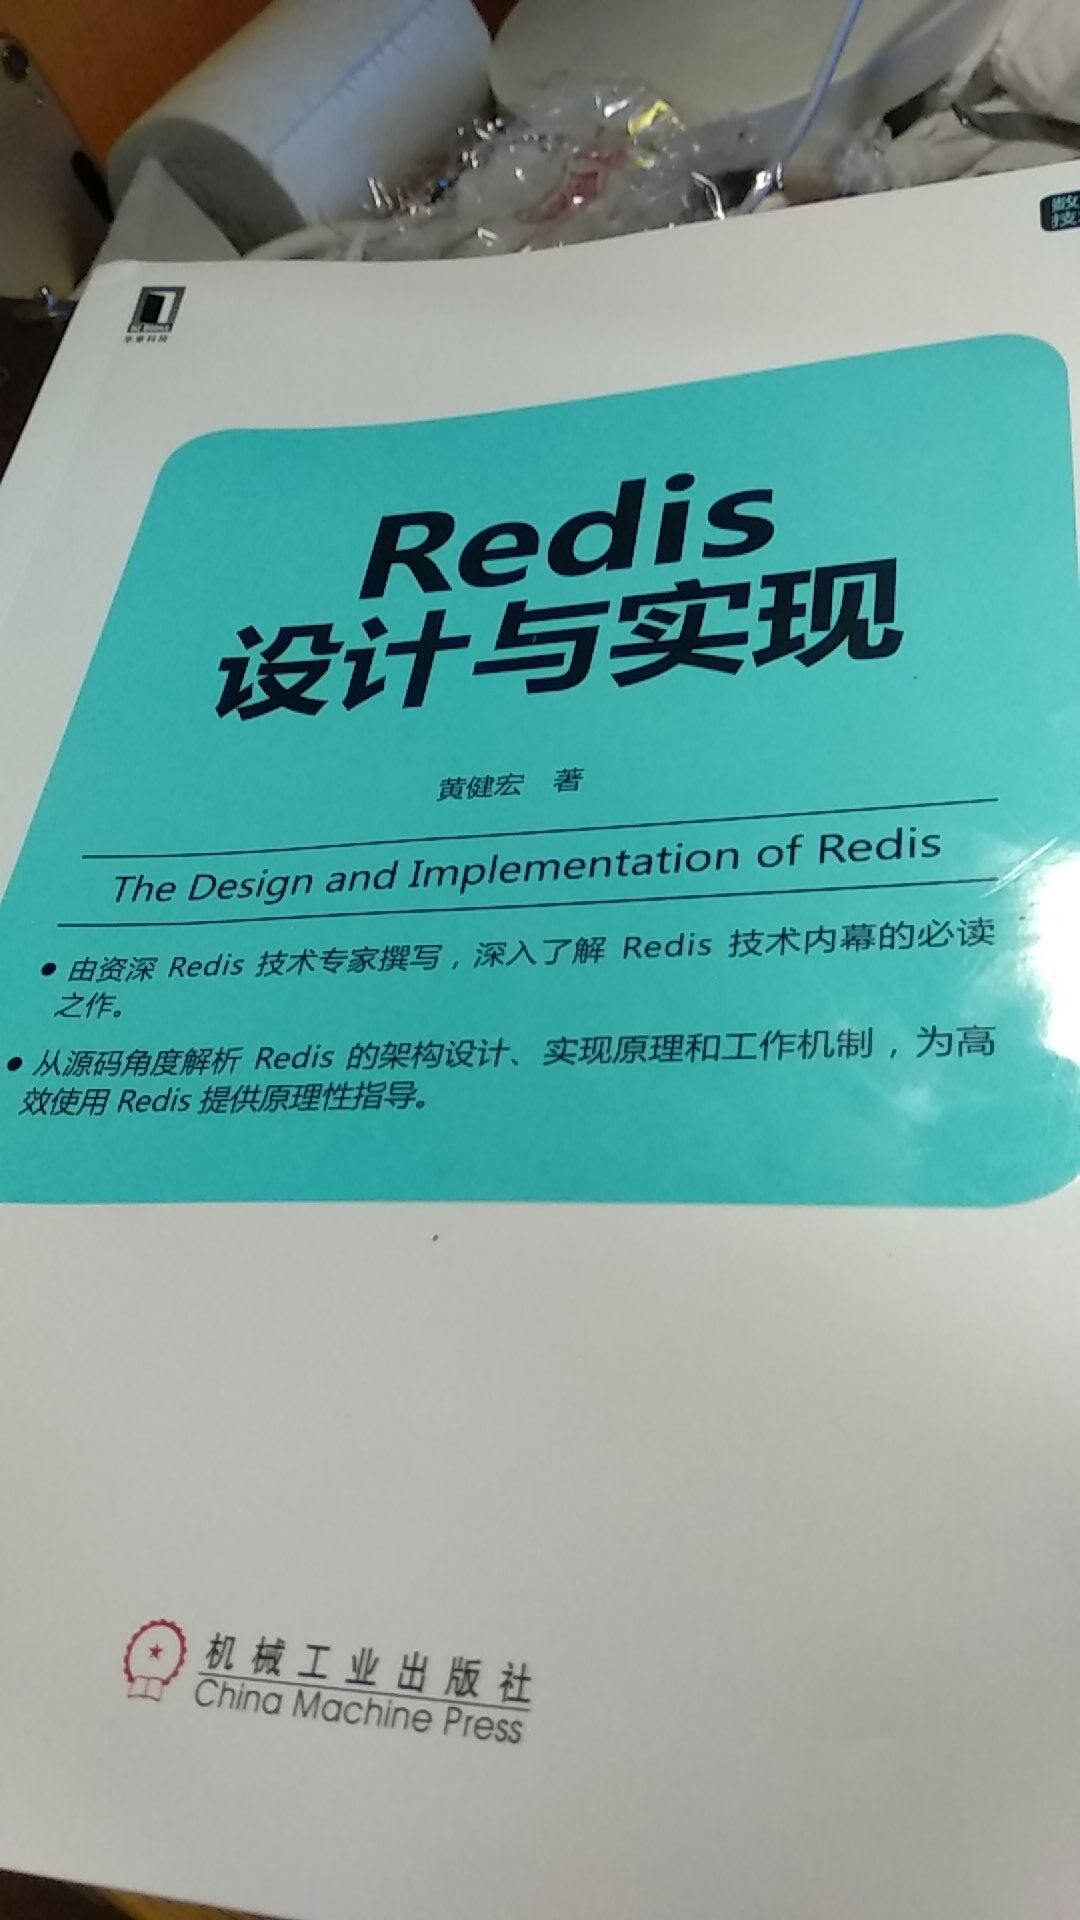 数
技
华章科技
Redis
设计与实现
黄健宏 著
The Design and Implementation of Redis
● 由资深 Redis 技术专家撰写，深入了解 Redis 技术内幕的必读
之作。
● 从源码角度解析 Redis 的架构设计、实现原理和工作机制，为高
效使用 Redis 提供原理性指导。
机械工业出版社
China Machine Press